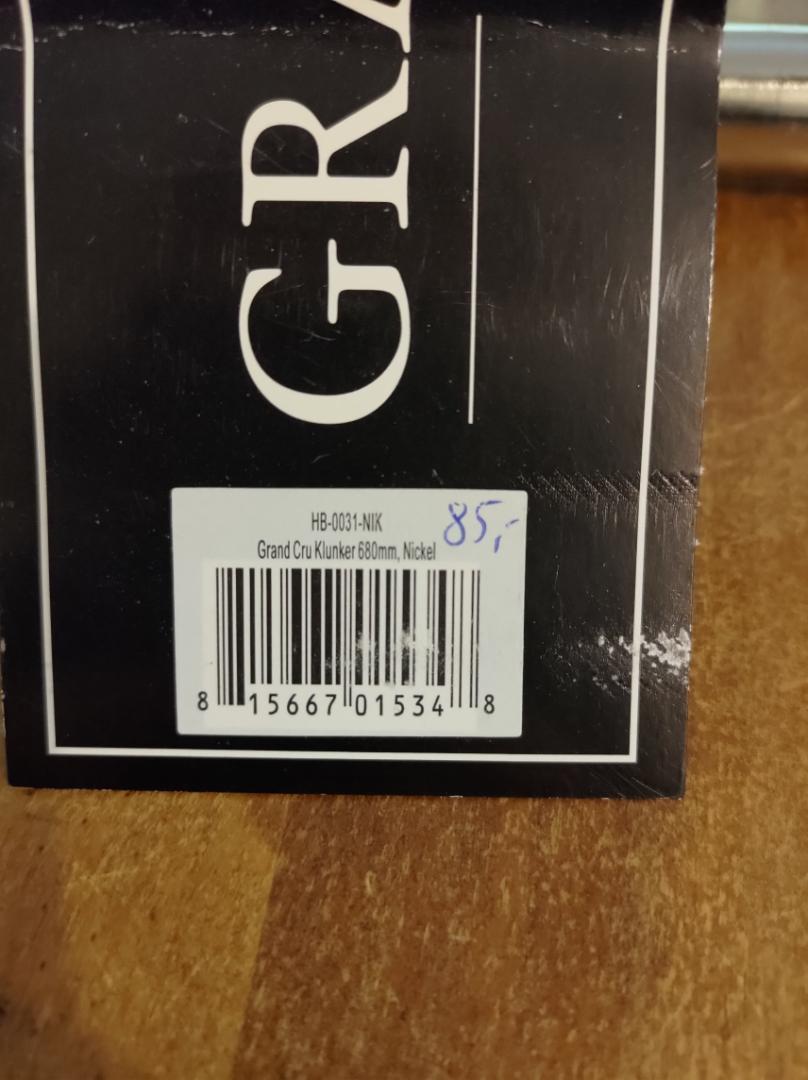 GRA
HB-0031-NIK 85,-
Grand Cru Klunker 680mm, Nickel
8 15667 01534 8